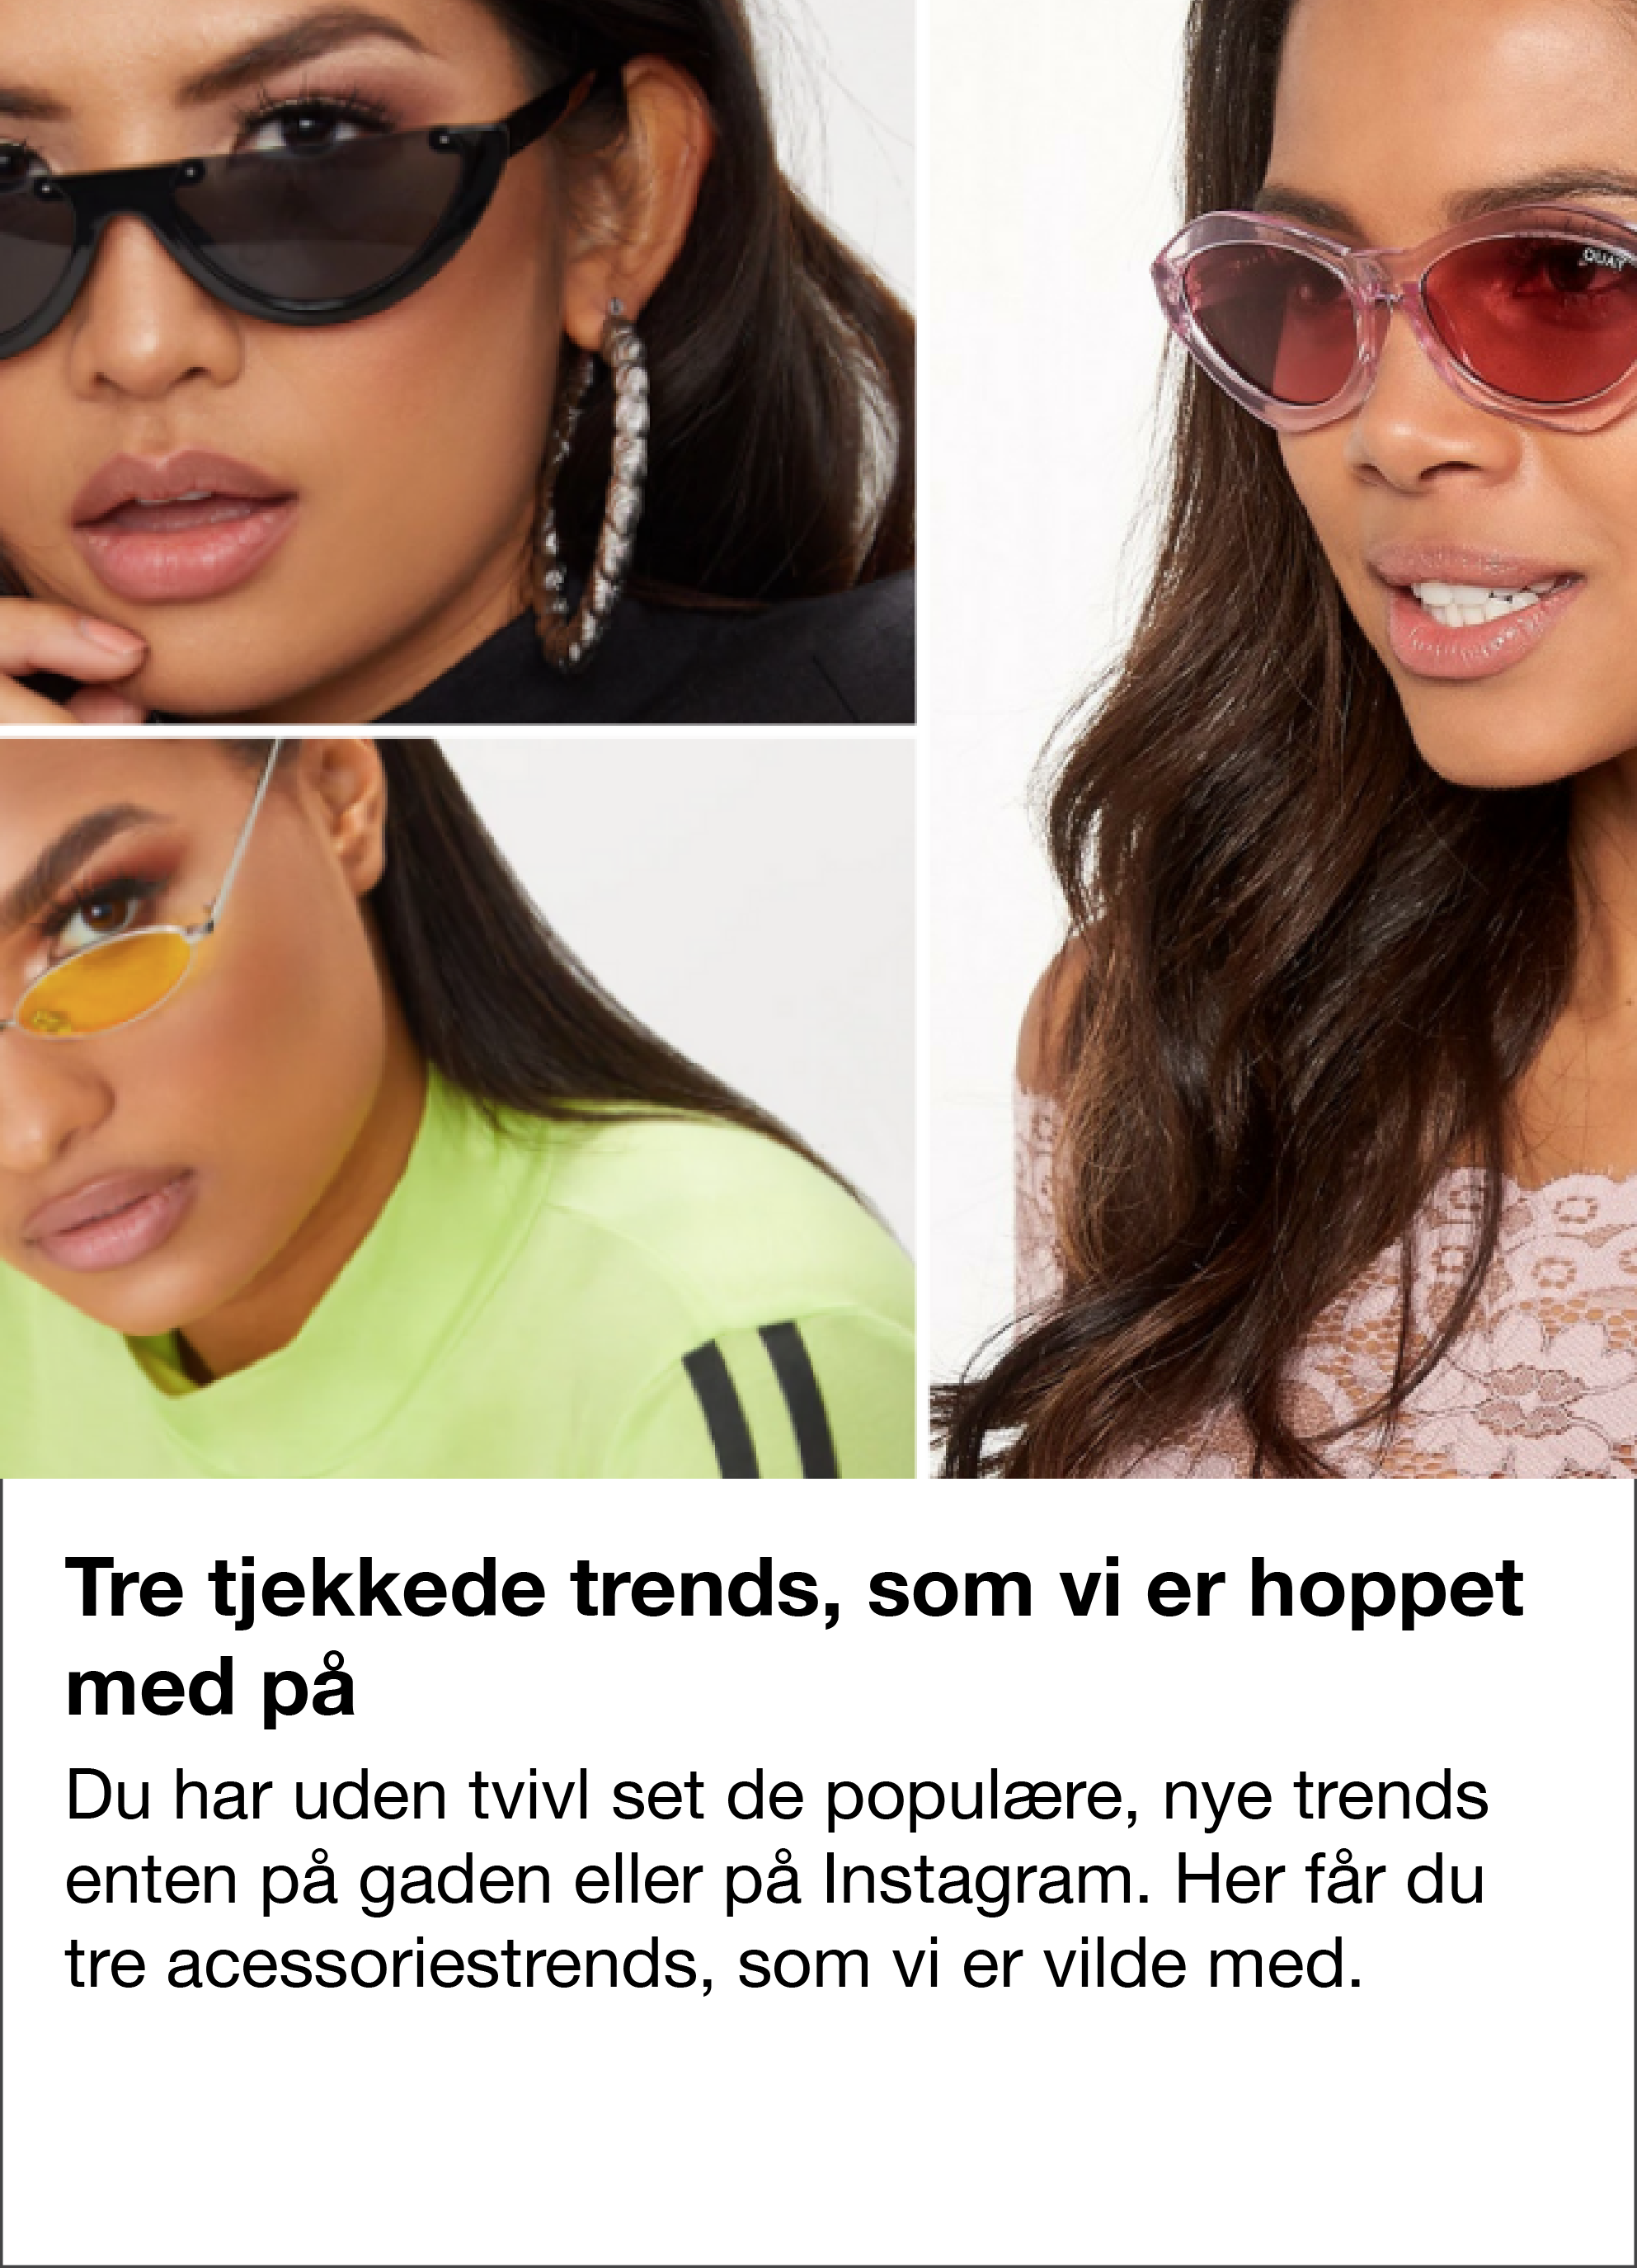 QUAY
Tre tjekkede trends, som vi er hoppet
med på
Du har uden tvivl set de populære, nye trends
enten på gaden eller på Instagram. Her får du
tre acessoriestrends, som vi er vilde med.